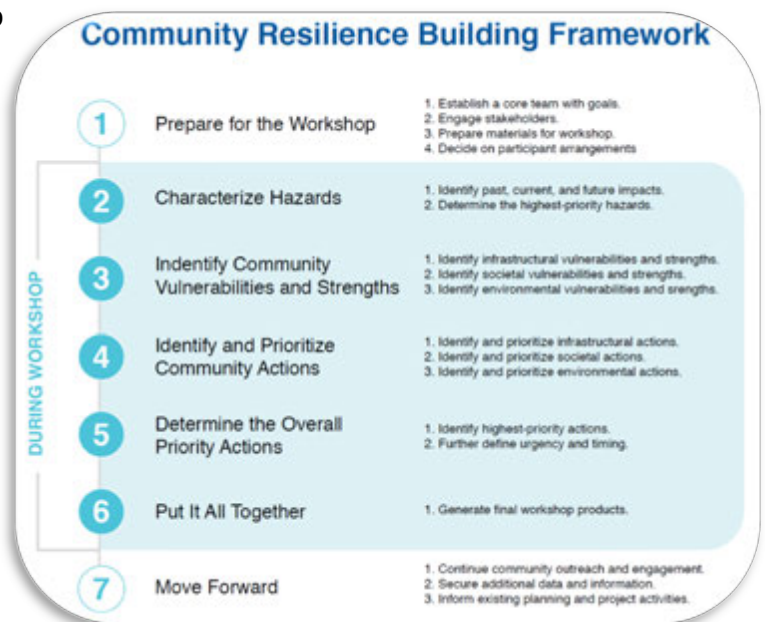 Community Resilience Building Framework
1
Prepare for the Workshop
1. Establish a core team with goals.
2. Engage stakeholders.
3. Prepare materials for workshop.
4. Decide on participant arrangements
DURING WORKSHOP
2
Characterize Hazards
1. Identify past, current, and future impacts.
2. Determine the highest-priority hazards.
3
Indentify Community
Vulnerabilities and Strengths
1. Identify infrastructural vulnerabilities and strengths.
2. Identify societal vulnerabilities and strengths.
3. Identify environmental vulnerabilities and srengths.
4
Identify and Prioritize
Community Actions
1. Identify and prioritize infrastructural actions.
2. Identify and prioritize societal actions.
3. Identify and prioritize environmental actions.
5
Determine the Overall
Priority Actions
1. Identify highest-priority actions.
2. Further define urgency and timing.
6
Put It All Together
1. Generate final workshop products.
7
Move Forward
1. Continue community outreach and engagement.
2. Secure additional data and information.
3. Inform existing planning and project activities.